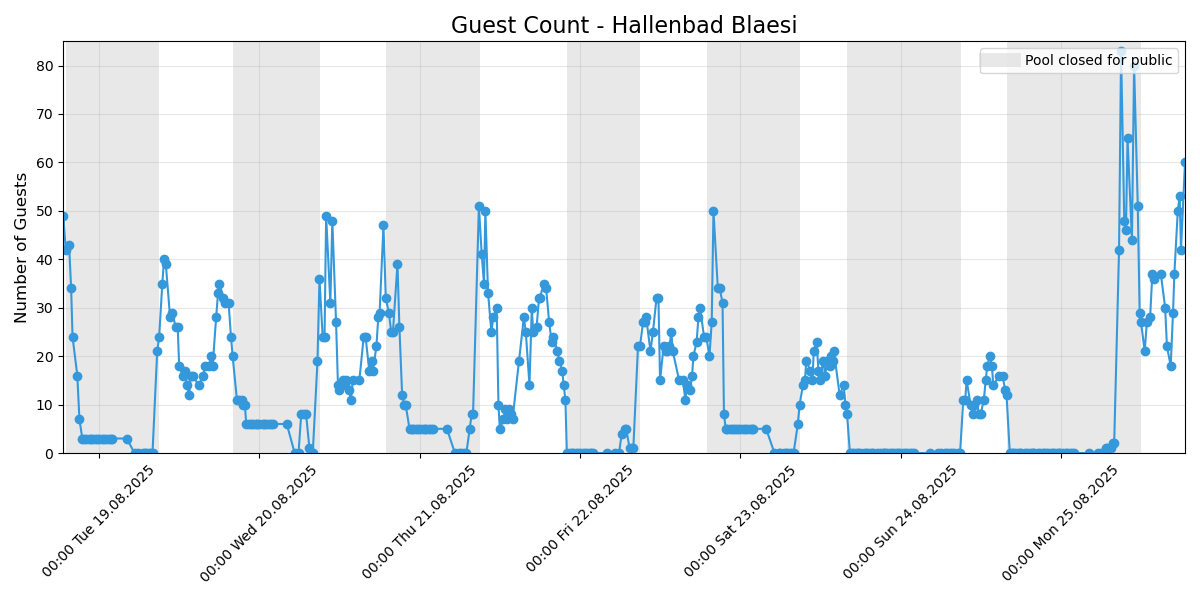 Guest Count - Hallenbad Blaesi
Pool closed for public
Number of Guests
80
70
60
50
40
30
20
10
0
00:00 Tue 19.08.2025
00:00 Wed 20.08.2025
00:00 Thu 21.08.2025
00:00 Fri 22.08.2025
00:00 Sat 23.08.2025
00:00 Sun 24.08.2025
00:00 Mon 25.08.2025